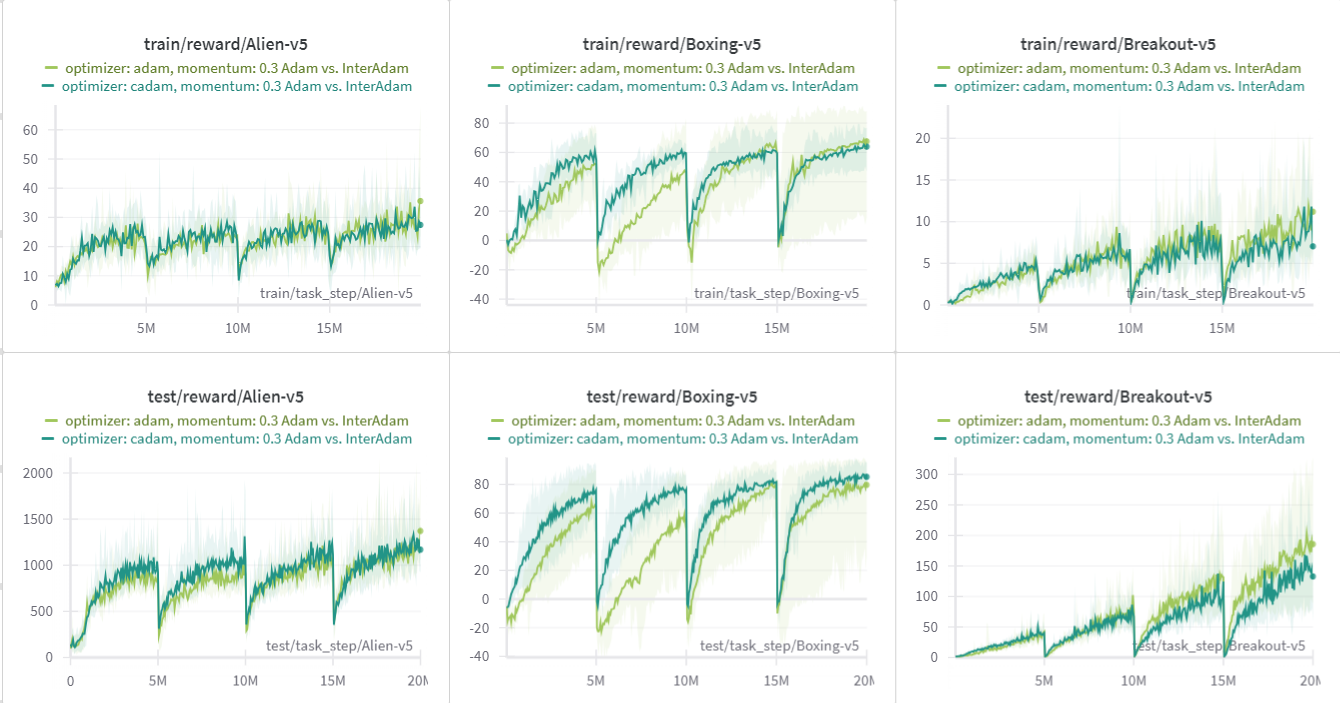 train/reward/Alien-v5
optimizer: adam, momentum: 0.3 Adam vs. InterAdam
optimizer: cadam, momentum: 0.3 Adam vs. InterAdam
60
50
40
30
20
10
0
train/task_step/Alien-v5
5M
10M
15M
train/reward/Boxing-v5
optimizer: adam, momentum: 0.3 Adam vs. InterAdam
optimizer: cadam, momentum: 0.3 Adam vs. InterAdam
80
60
40
20
0
-20
-40
train/task_step/Boxing-v5
5M
10M
15M
train/reward/Breakout-v5
optimizer: adam, momentum: 0.3 Adam vs. InterAdam
optimizer: cadam, momentum: 0.3 Adam vs. InterAdam
20
15
10
5
0
train/task_step/Breakout-v5
5M
10M
15M
test/reward/Alien-v5
optimizer: adam, momentum: 0.3 Adam vs. InterAdam
optimizer: cadam, momentum: 0.3 Adam vs. InterAdam
2000
1500
1000
500
0
test/task_step/Alien-v5
0
5M
10M
15M
20M
test/reward/Boxing-v5
optimizer: adam, momentum: 0.3 Adam vs. InterAdam
optimizer: cadam, momentum: 0.3 Adam vs. InterAdam
80
60
40
20
0
-20
-40
test/task_step/Boxing-v5
5M
10M
15M
20M
test/reward/Breakout-v5
optimizer: adam, momentum: 0.3 Adam vs. InterAdam
optimizer: cadam, momentum: 0.3 Adam vs. InterAdam
300
250
200
150
100
50
0
test/task_step/Breakout-v5
5M
10M
15M
20M